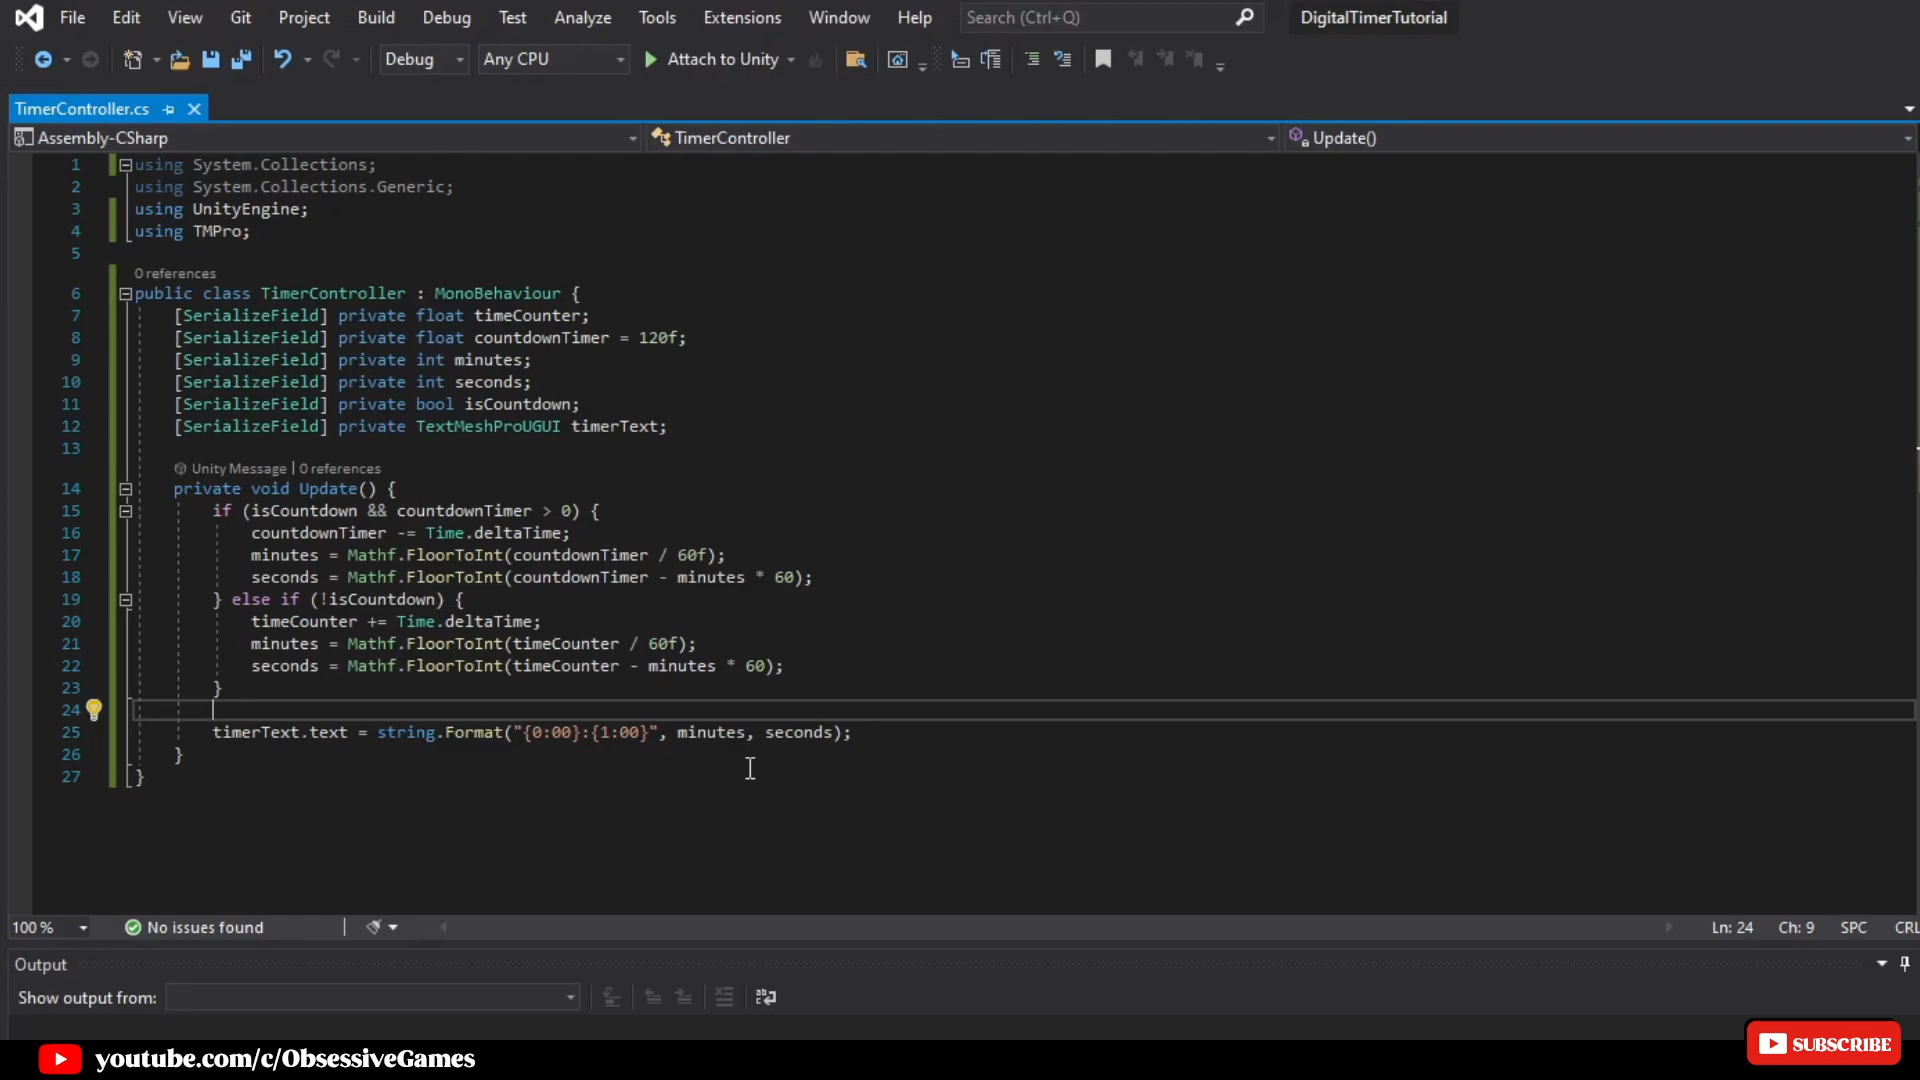 File Edit View Git Project Build Debug Test Analyze Tools Extensions Window Help Search (Ctrl+Q) DigitalTimerTutorial
Debug Any CPU Attach to Unity
TimerController.cs
Assembly-CSharp TimerController Update()
1 using System.Collections;
2 using System.Collections.Generic;
3 using UnityEngine;
4 using TMPro;
5
0 references
6 public class TimerController : MonoBehaviour {
7 [SerializeField] private float timeCounter;
8 [SerializeField] private float countdownTimer = 120f;
9 [SerializeField] private int minutes;
10 [SerializeField] private int seconds;
11 [SerializeField] private bool isCountdown;
12 [SerializeField] private TextMeshProUGUI timerText;
13
Unity Message | 0 references
14 private void Update() {
15 if (isCountdown && countdownTimer > 0) {
16 countdownTimer -= Time.deltaTime;
17 minutes = Mathf.FloorToInt(countdownTimer / 60f);
18 seconds = Mathf.FloorToInt(countdownTimer - minutes * 60);
19 } else if (!isCountdown) {
20 timeCounter += Time.deltaTime;
21 minutes = Mathf.FloorToInt(timeCounter / 60f);
22 seconds = Mathf.FloorToInt(timeCounter - minutes * 60);
23 }
24
25 timerText.text = string.Format("{0:00}:{1:00}", minutes, seconds);
26 }
27 }
100 % No issues found Ln: 24 Ch: 9 SPC CRL
Output
Show output from:
youtube.com/c/ObsessiveGames SUBSCRIBE